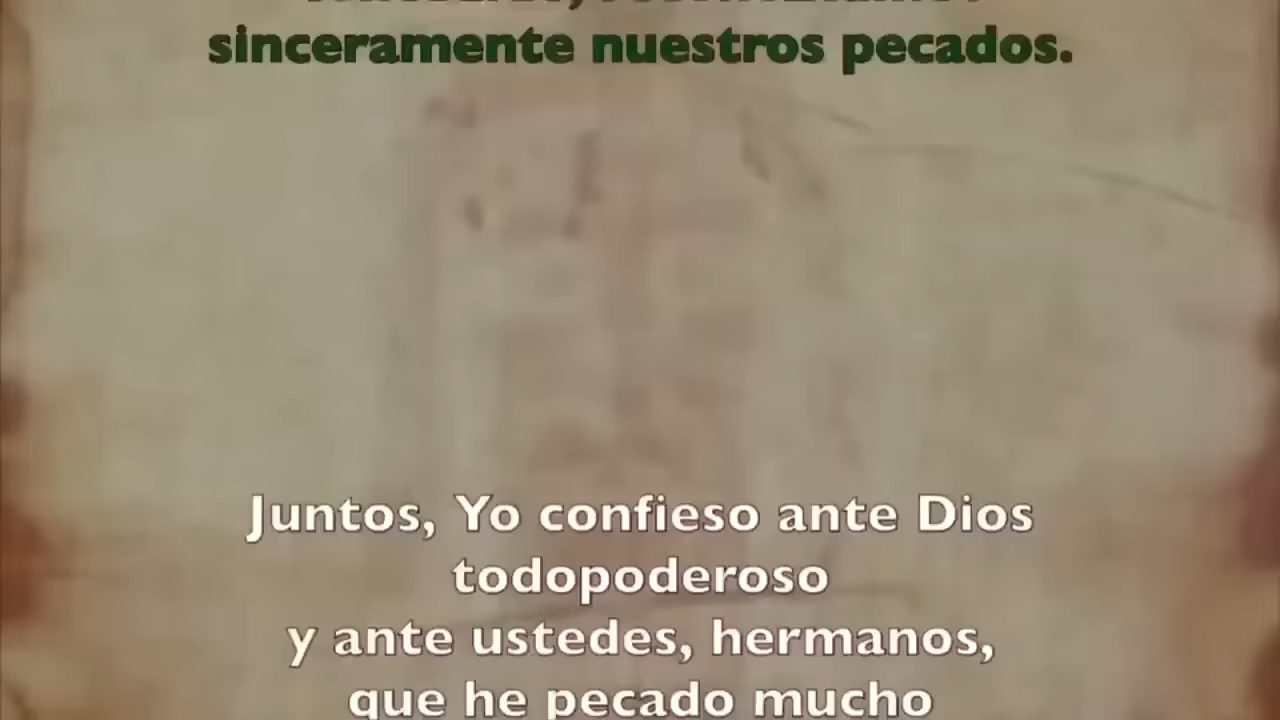 sinceramente nuestros pecados.
Juntos, Yo confieso ante Dios
todopoderoso
y ante ustedes, hermanos,
que he pecado mucho